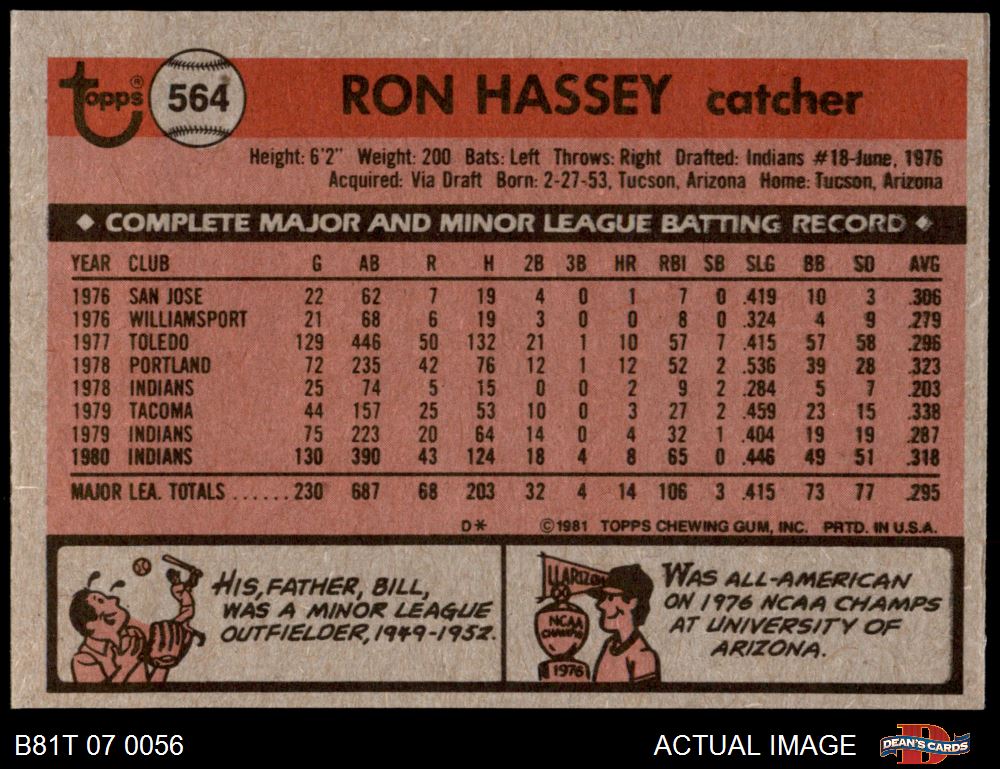 Topps®
564
RON HASSEY catcher
Height: 6'2" Weight: 200 Bats: Left Throws: Right Drafted: Indians #18-June, 1976
Acquired: Via Draft Born: 2-27-53, Tucson, Arizona Home: Tucson, Arizona
◆ COMPLETE MAJOR AND MINOR LEAGUE BATTING RECORD ◆
YEAR CLUB G AB R H 2B 3B HR RBI SB SLG BB SO AVG
1976 SAN JOSE 22 62 7 19 4 0 1 7 0 .419 10 3 .306
1976 WILLIAMSPORT 21 68 6 19 3 0 0 8 0 .324 4 9 .279
1977 TOLEDO 129 446 50 132 21 1 10 57 7 .415 57 58 .296
1978 PORTLAND 72 235 42 76 12 1 12 52 2 .536 39 28 .323
1978 INDIANS 25 74 5 15 0 0 2 9 2 .284 5 7 .203
1979 TACOMA 44 157 25 53 10 0 3 27 2 .459 23 15 .338
1979 INDIANS 75 223 20 64 14 0 4 32 1 .404 19 19 .287
1980 INDIANS 130 390 43 124 18 4 8 65 0 .446 49 51 .318
MAJOR LEA. TOTALS ......230 687 68 203 32 4 14 106 3 .415 73 77 .295
D* ©1981 TOPPS CHEWING GUM, INC. PRTD. IN U.S.A.
HIS, FATHER, BILL,
WAS A MINOR LEAGUE
OUTFIELDER, 1949-1952.
U.ARIZONA
NCAA
CHAMPS
1976
WAS ALL-AMERICAN
ON 1976 NCAA CHAMPS
AT UNIVERSITY OF
ARIZONA.
B81T 07 0056
ACTUAL IMAGE
DEAN'S CARDS